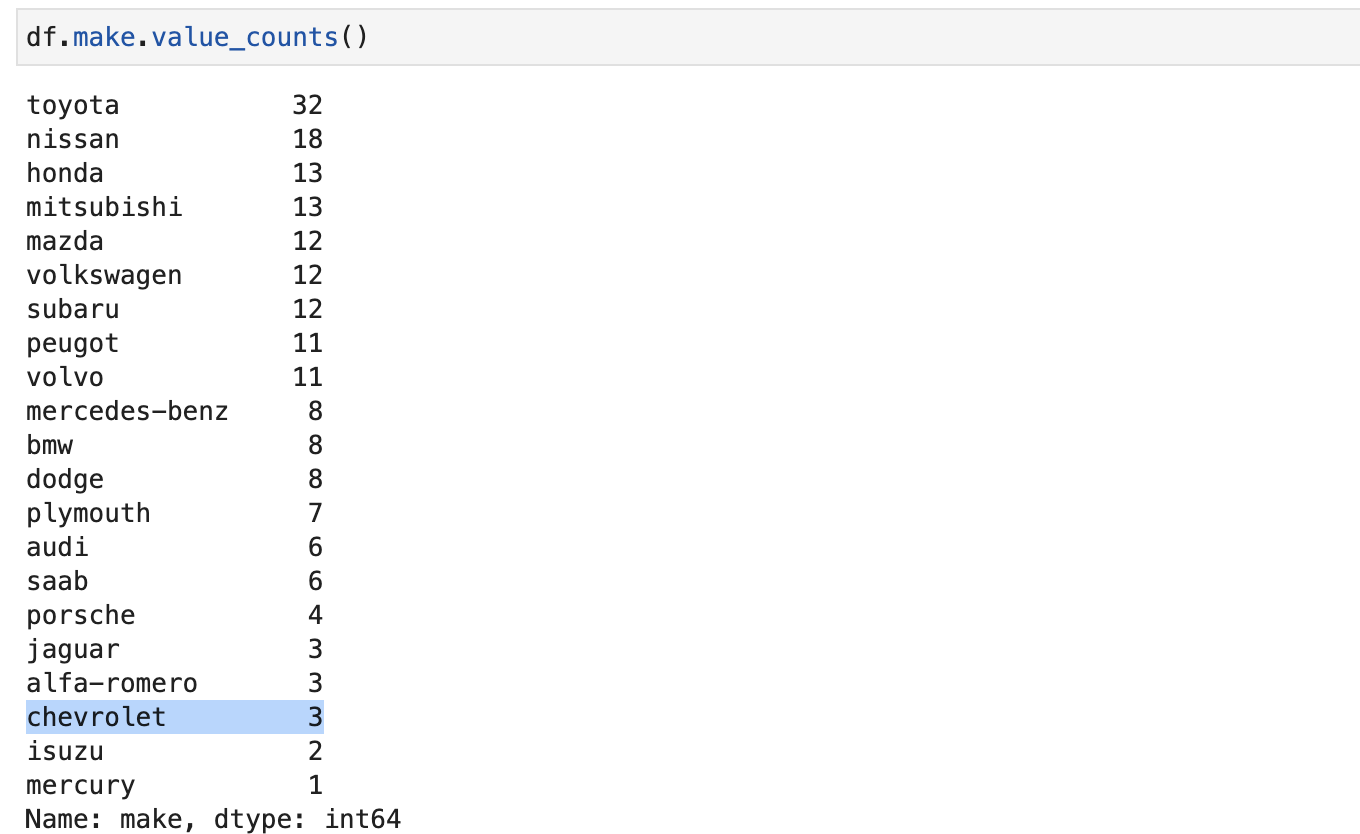 df.make.value_counts()
toyota 32
nissan 18
honda 13
mitsubishi 13
mazda 12
volkswagen 12
subaru 12
peugot 11
volvo 11
mercedes-benz 8
bmw 8
dodge 8
plymouth 7
audi 6
saab 6
porsche 4
jaguar 3
alfa-romero 3
chevrolet 3
isuzu 2
mercury 1
Name: make, dtype: int64